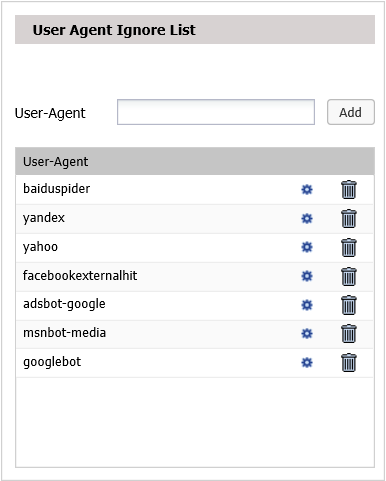 User Agent Ignore List
User-Agent
Add
User-Agent
baiduspider
yandex
yahoo
facebookexternalhit
adsbot-google
msnbot-media
googlebot